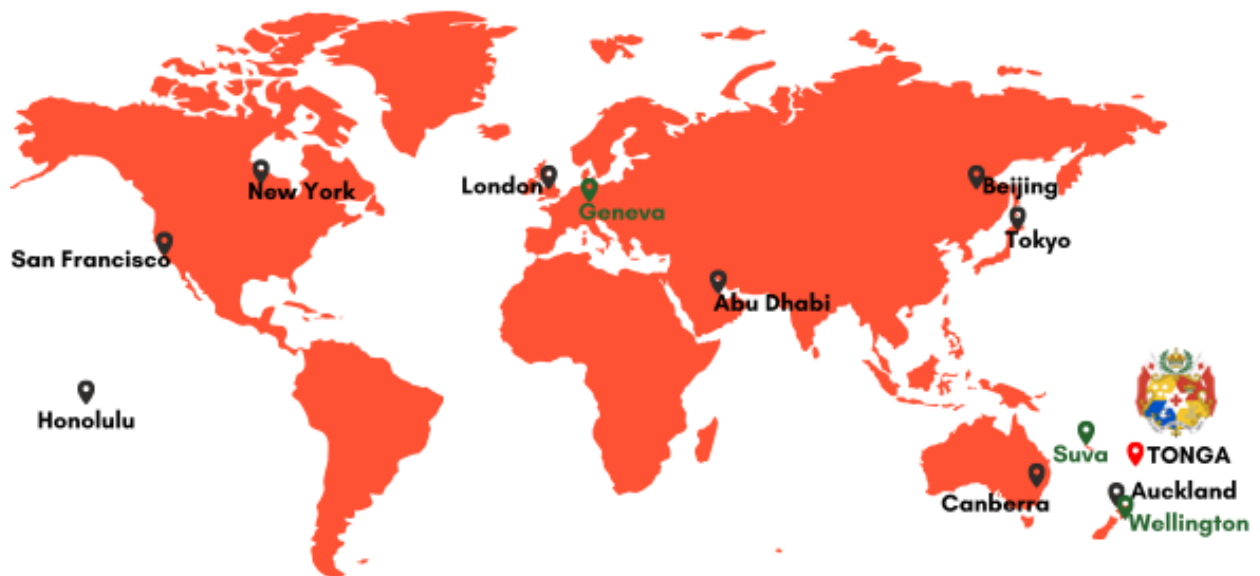 New York
London
Beijing
Geneva
Tokyo
San Francisco
Abu Dhabi
Honolulu
Suva
TONGA
Auckland
Canberra
Wellington